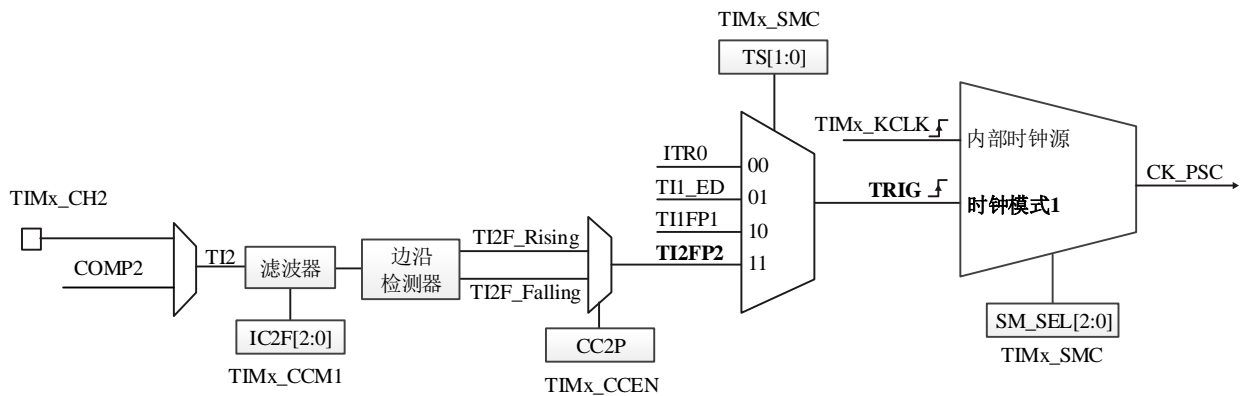 TIMx_SMC
TS[1:0]
TIMx_KCLK
内部时钟源
ITR0
00
TI1_ED
01
TRIG
时钟模式1
CK_PSC
TI1FP1
10
TI2FP2
11
TIMx_CH2
COMP2
TI2
滤波器
边沿
检测器
TI2F_Rising
TI2F_Falling
IC2F[2:0]
TIMx_CCM1
CC2P
TIMx_CCEN
SM_SEL[2:0]
TIMx_SMC